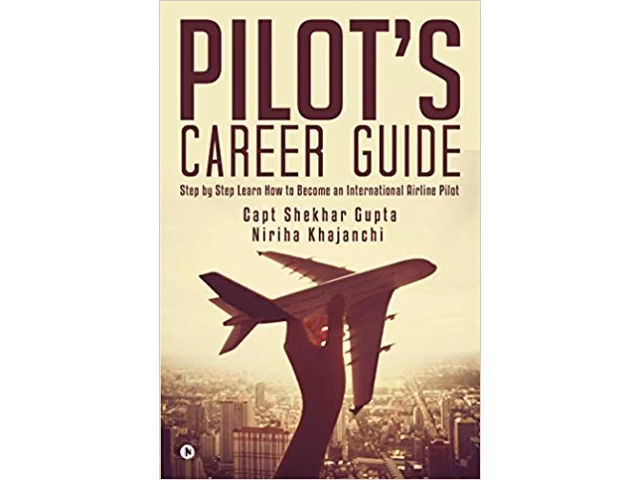 PILOT'S
CAREER GUIDE
Step by Step Learn How to Become an International Airline Pilot
Capt Shekhar Gupta
Niriha Khajanchi
N